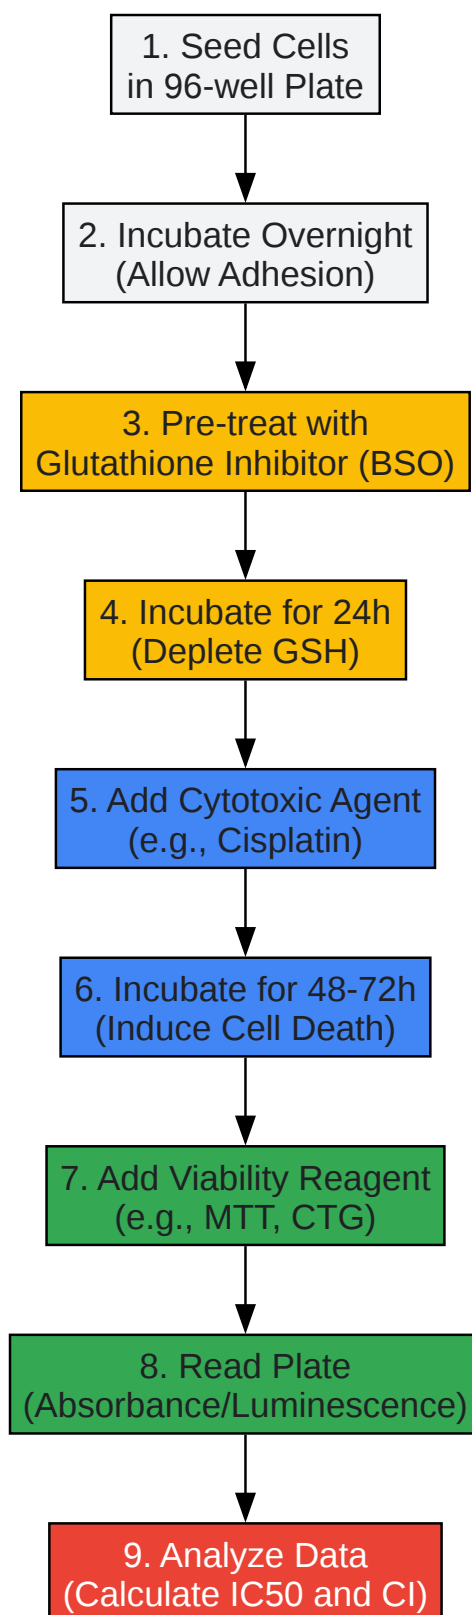 1. Seed Cells
in 96-well Plate
2. Incubate Overnight
(Allow Adhesion)
3. Pre-treat with
Glutathione Inhibitor (BSO)
4. Incubate for 24h
(Deplete GSH)
5. Add Cytotoxic Agent
(e.g., Cisplatin)
6. Incubate for 48-72h
(Induce Cell Death)
7. Add Viability Reagent
(e.g., MTT, CTG)
8. Read Plate
(Absorbance/Luminescence)
9. Analyze Data
(Calculate IC50 and CI)